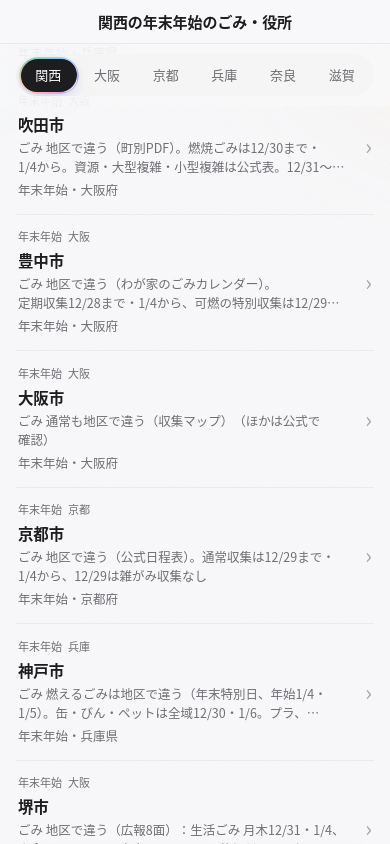 関西の年末年始のごみ・役所
関西
大阪
京都
兵庫
奈良
滋賀
吹田市
ごみ 地区で違う（町別PDF）。燃焼ごみは12/30まで・
1/4から。資源・大型複雑・小型複雑は公式表。12/31〜…
年末年始・大阪府
年末年始 大阪
豊中市
ごみ 地区で違う（わが家のごみカレンダー）。
定期収集12/28まで・1/4から、可燃の特別収集は12/29…
年末年始・大阪府
年末年始 大阪
大阪市
ごみ 通常も地区で違う（収集マップ）（ほかは公式で
確認）
年末年始・大阪府
年末年始 京都
京都市
ごみ 地区で違う（公式日程表）。通常収集は12/29まで・
1/4から、12/29は雑がみ収集なし
年末年始・京都府
年末年始 兵庫
神戸市
ごみ 燃えるごみは地区で違う（年末特別日、年始1/4・
1/5）。缶・びん・ペットは全域12/30・1/6。プラ、…
年末年始・兵庫県
年末年始 大阪
堺市
ごみ 地区で違う（広報8面）：生活ごみ 月木12/31・1/4、